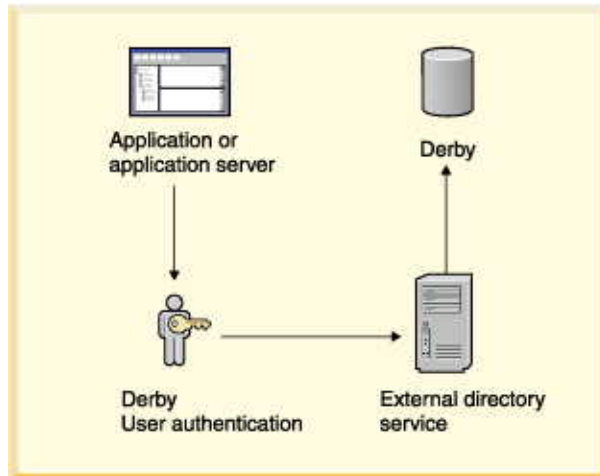 Application or
application server
Derby
Derby
User authentication
External directory
service